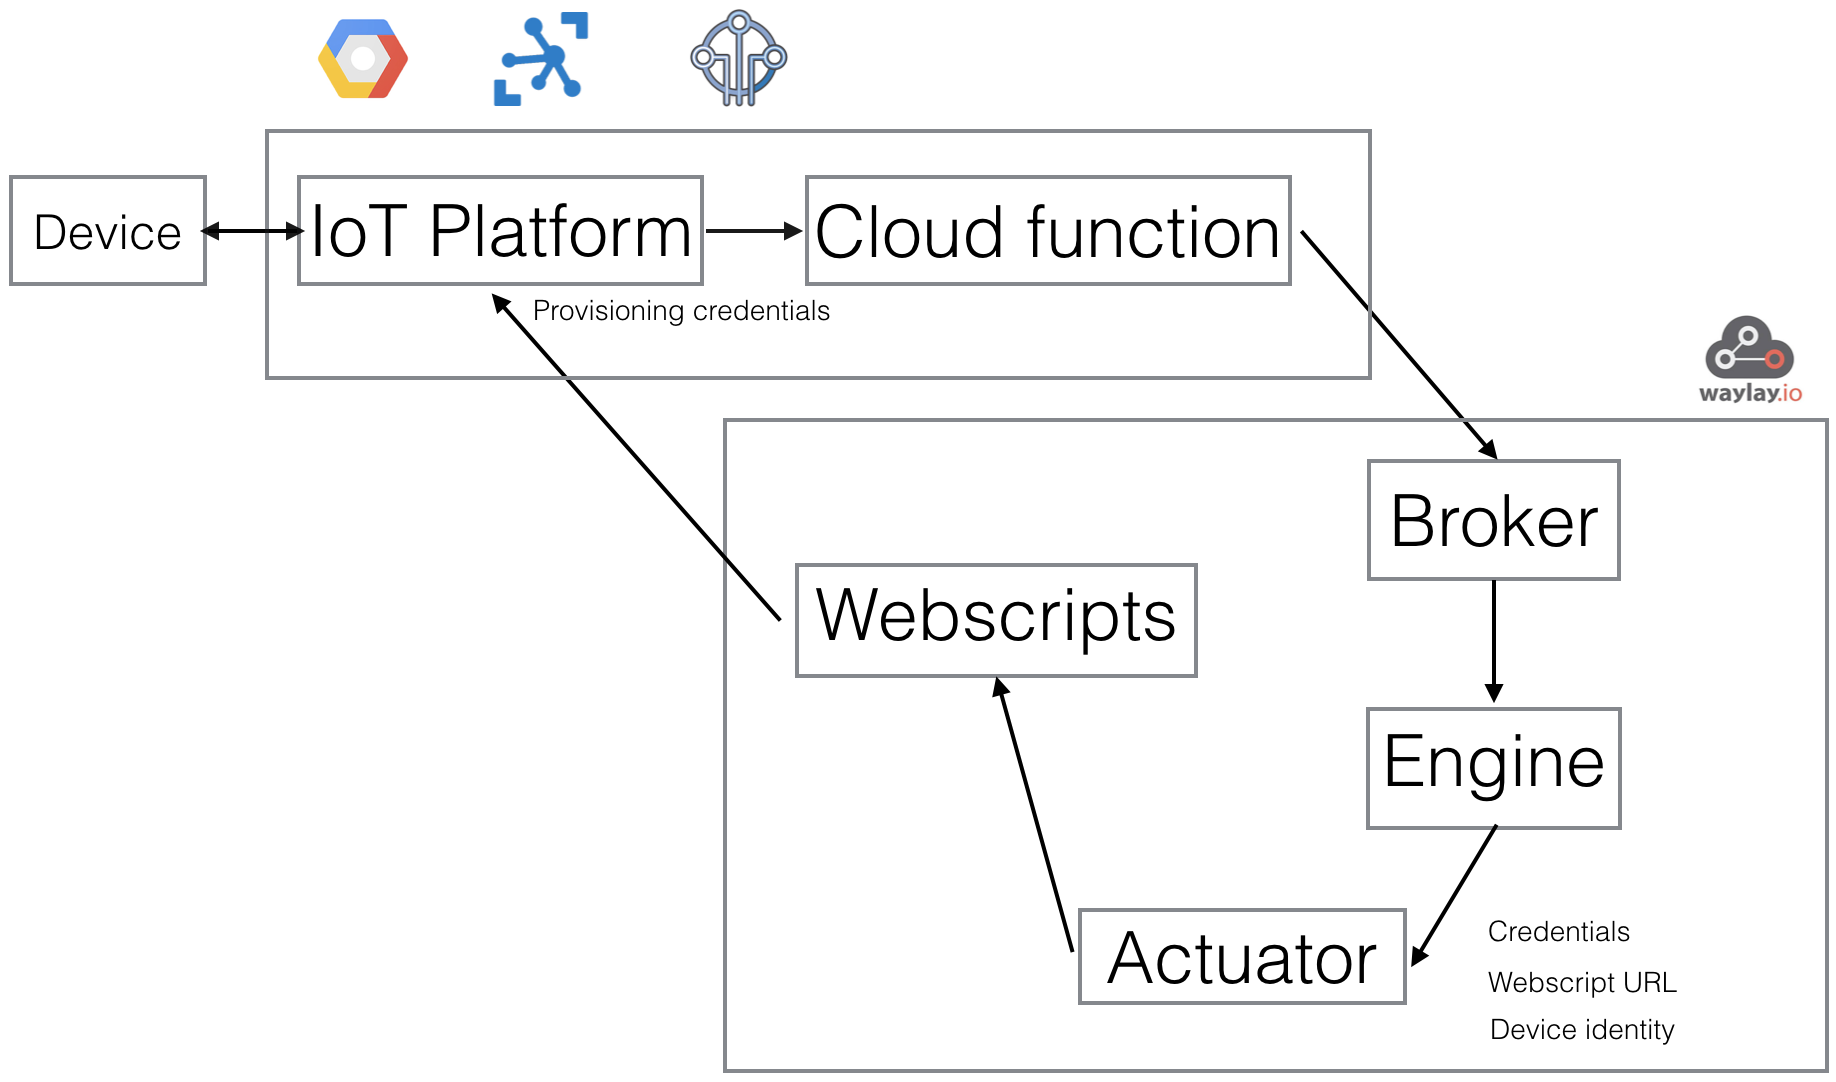 Device
IoT Platform
Cloud function
Provisioning credentials
waylay.io
Broker
Webscripts
Engine
Actuator
Credentials
Webscript URL
Device identity